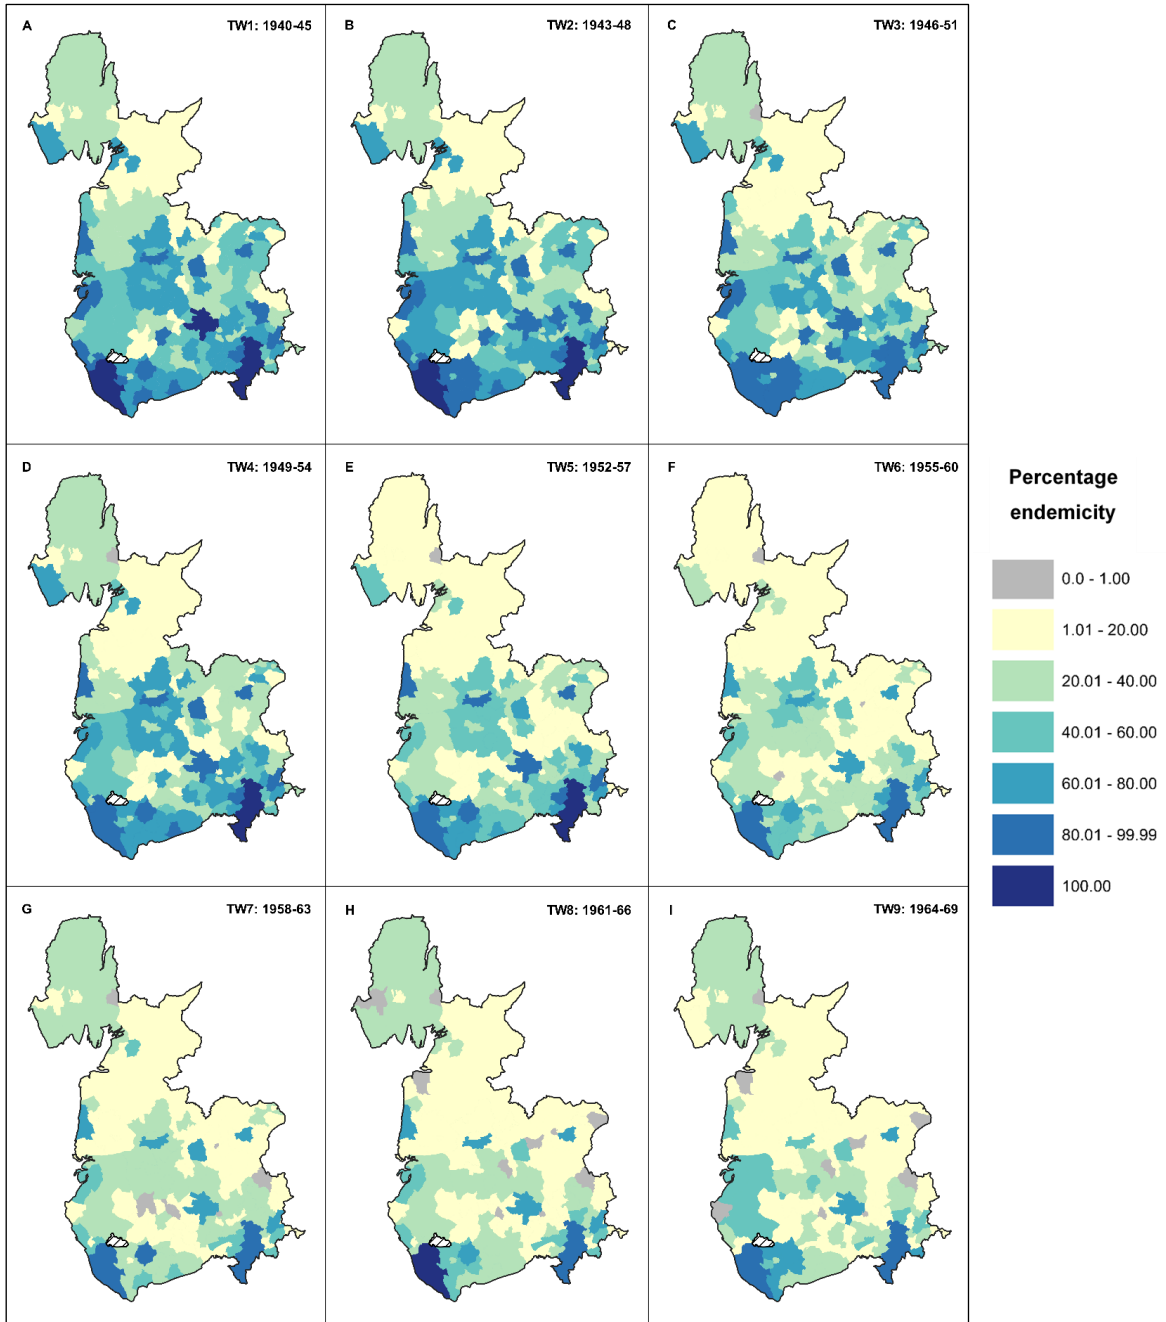 A TW1: 1940-45
B TW2: 1943-48
C TW3: 1946-51
D TW4: 1949-54
E TW5: 1952-57
F TW6: 1955-60
G TW7: 1958-63
H TW8: 1961-66
I TW9: 1964-69
Percentage
endemicity
0.0 - 1.00
1.01 - 20.00
20.01 - 40.00
40.01 - 60.00
60.01 - 80.00
80.01 - 99.99
100.00